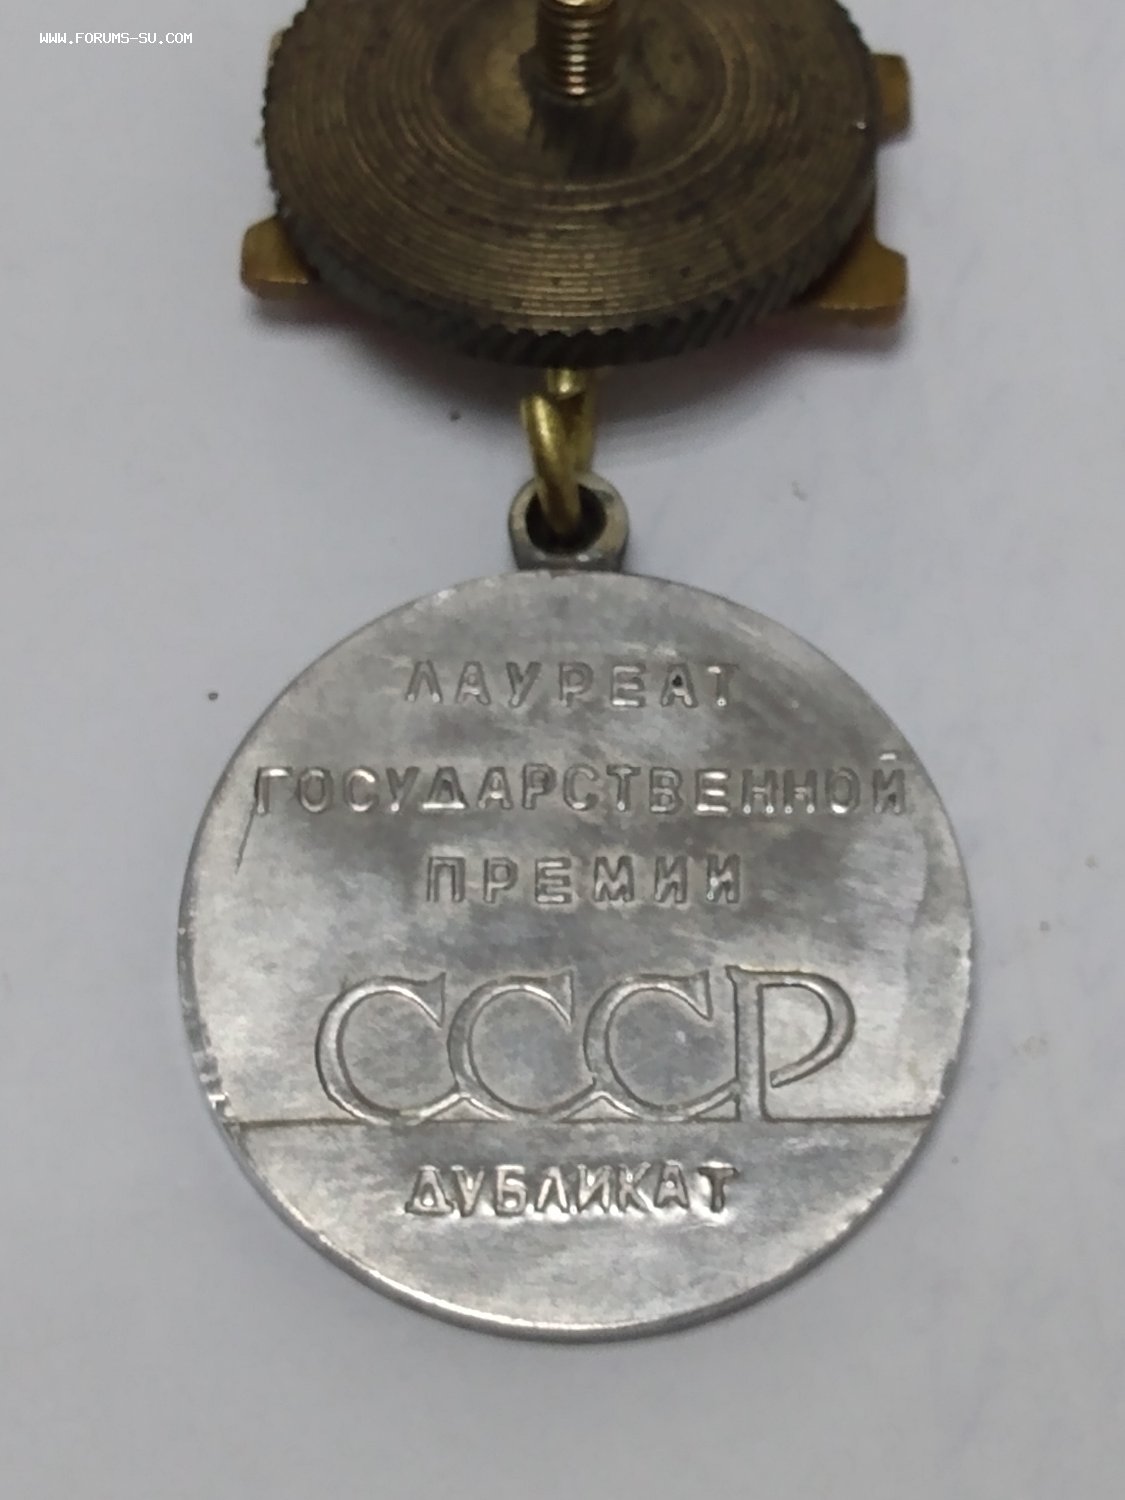 WWW.FORUMS-SU.COM
ЛАУРЕАТ
ГОСУДАРСТВЕННОЙ
ПРЕМИИ
СССР
ДУБЛИКАТ